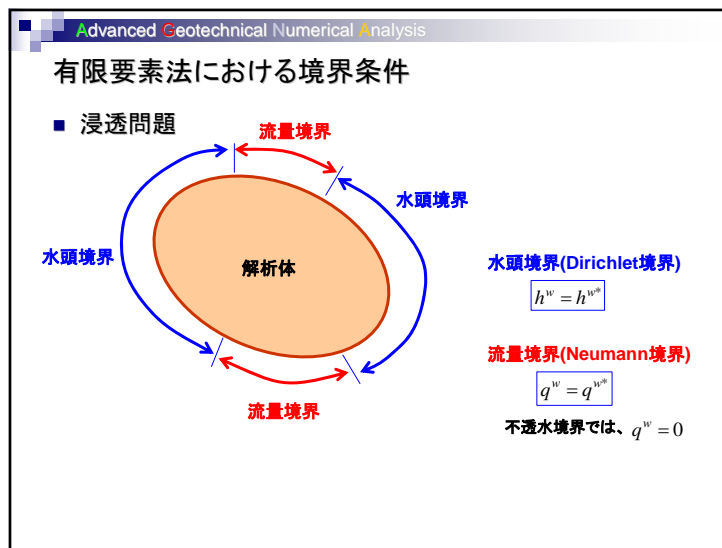 Advanced Geotechnical Numerical Analysis
有限要素法における境界条件
浸透問題
流量境界
水頭境界
水頭境界
解析体
流量境界
水頭境界(Dirichlet境界)
h^w = h^{w*}
流量境界(Neumann境界)
q^w = q^{w*}
不透水境界では、q^w = 0